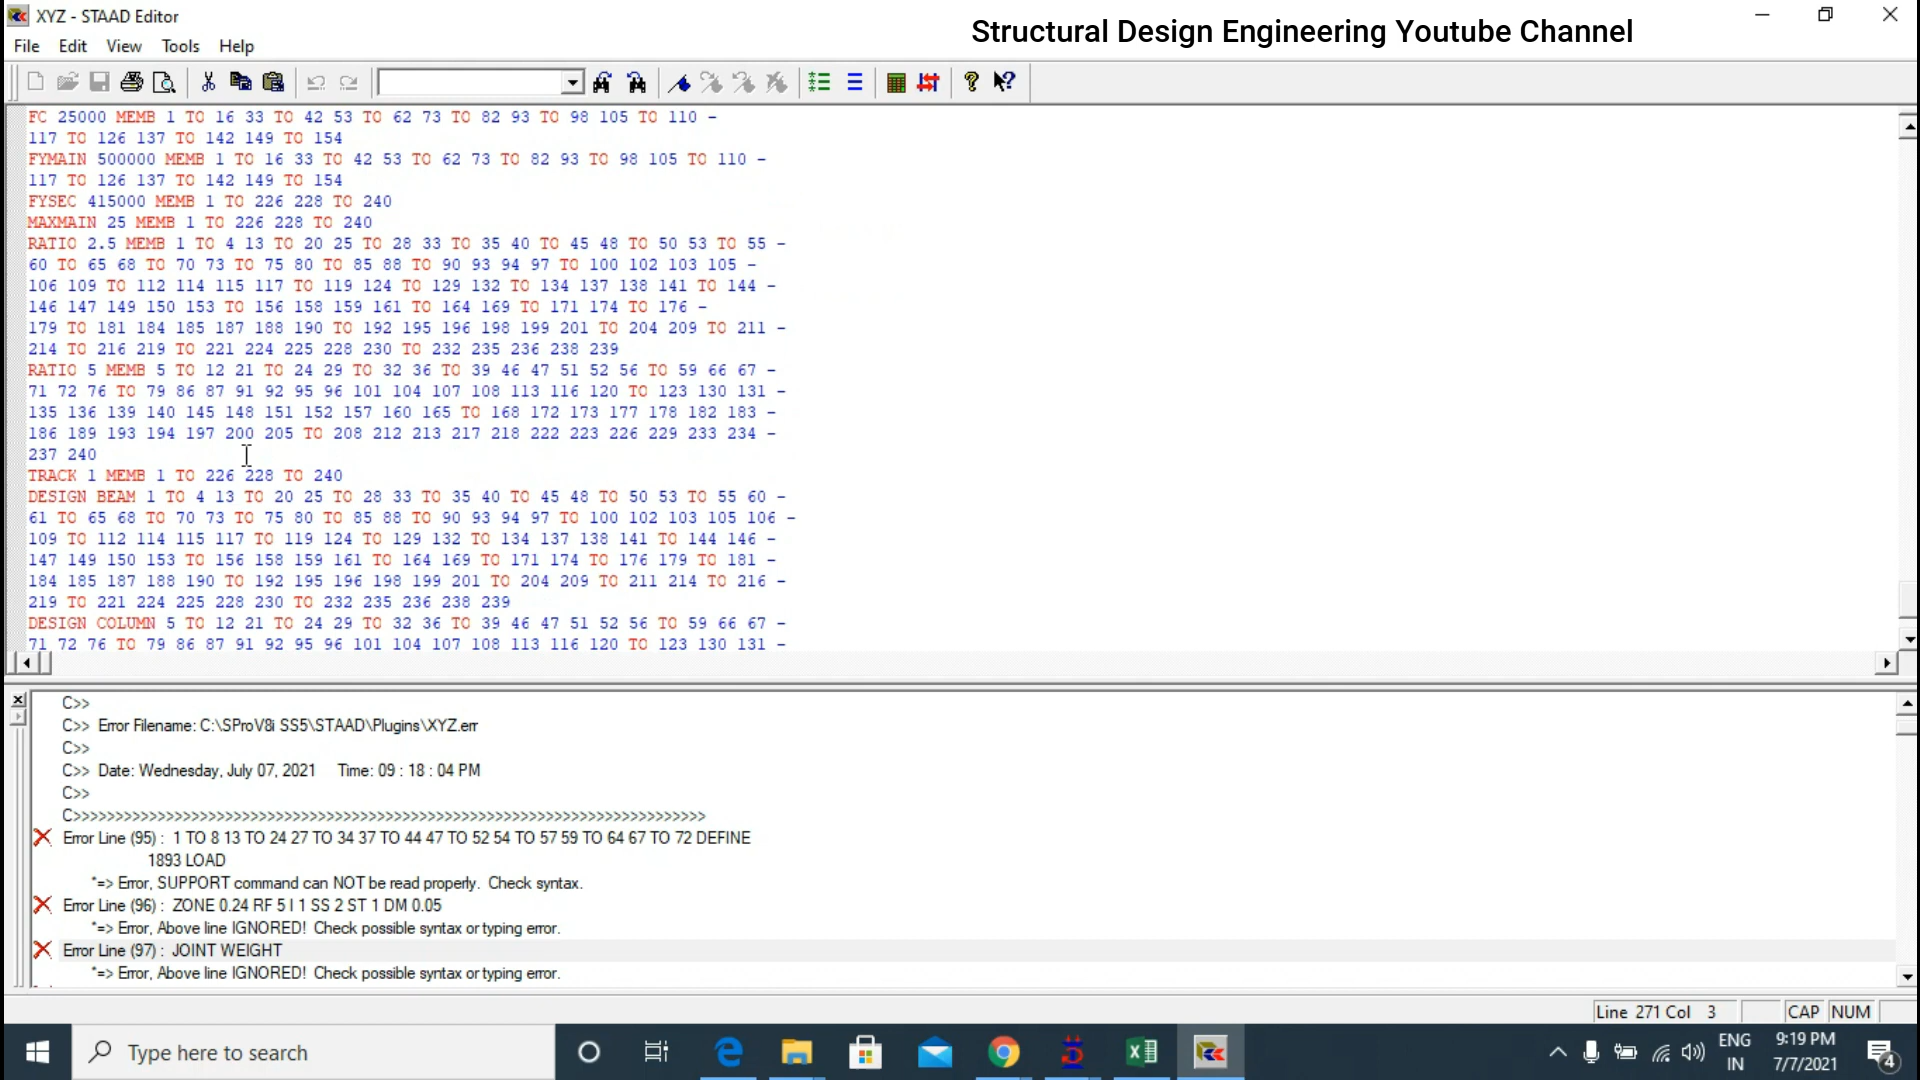 XYZ - STAAD Editor
Structural Design Engineering Youtube Channel
File Edit View Tools Help
FC 25000 MEMB 1 TO 16 33 TO 42 53 TO 62 73 TO 82 93 TO 98 105 TO 110 -
117 TO 126 137 TO 142 149 TO 154
FYMAIN 500000 MEMB 1 TO 16 33 TO 42 53 TO 62 73 TO 82 93 TO 98 105 TO 110 -
117 TO 126 137 TO 142 149 TO 154
FYSEC 415000 MEMB 1 TO 226 228 TO 240
MAXMAIN 25 MEMB 1 TO 226 228 TO 240
RATIO 2.5 MEMB 1 TO 4 13 TO 20 25 TO 28 33 TO 35 40 TO 45 48 TO 50 53 TO 55 -
60 TO 65 68 TO 70 73 TO 75 80 TO 85 88 TO 90 93 94 97 TO 100 102 103 105 -
106 109 TO 112 114 115 117 TO 119 124 TO 129 132 TO 134 137 138 141 TO 144 -
146 147 149 150 153 TO 156 158 159 161 TO 164 169 TO 171 174 TO 176 -
179 TO 181 184 185 187 188 190 TO 192 195 196 198 199 201 TO 204 209 TO 211 -
214 TO 216 219 TO 221 224 225 228 230 TO 232 235 236 238 239
RATIO 5 MEMB 5 TO 12 21 TO 24 29 TO 32 36 TO 39 46 47 51 52 56 TO 59 66 67 -
71 72 76 TO 79 86 87 91 92 95 96 101 104 107 108 113 116 120 TO 123 130 131 -
135 136 139 140 145 148 151 152 157 160 165 TO 168 172 173 177 178 182 183 -
186 189 193 194 197 200 205 TO 208 212 213 217 218 222 223 226 229 233 234 -
237 240
TRACK 1 MEMB 1 TO 226 228 TO 240
DESIGN BEAM 1 TO 4 13 TO 20 25 TO 28 33 TO 35 40 TO 45 48 TO 50 53 TO 55 60 -
61 TO 65 68 TO 70 73 TO 75 80 TO 85 88 TO 90 93 94 97 TO 100 102 103 105 106 -
109 TO 112 114 115 117 TO 119 124 TO 129 132 TO 134 137 138 141 TO 144 146 -
147 149 150 153 TO 156 158 159 161 TO 164 169 TO 171 174 TO 176 179 TO 181 -
184 185 187 188 190 TO 192 195 196 198 199 201 TO 204 209 TO 211 214 TO 216 -
219 TO 221 224 225 228 230 TO 232 235 236 238 239
DESIGN COLUMN 5 TO 12 21 TO 24 29 TO 32 36 TO 39 46 47 51 52 56 TO 59 66 67 -
71 72 76 TO 79 86 87 91 92 95 96 101 104 107 108 113 116 120 TO 123 130 131 -
C>>
C>> Error Filename: C:\SProV8i SS5\STAAD\Plugins\XYZ.err
C>>
C>> Date: Wednesday, July 07, 2021 Time: 09 : 18 : 04 PM
C>>
C>>>>>>>>>>>>>>>>>>>>>>>>>>>>>>>>>>>>>>>>>>>>>>>>>>>>>>>>>>>>>>>>>>>>>>>>>>>>
Error Line (95) : 1 TO 8 13 TO 24 27 TO 34 37 TO 44 47 TO 52 54 TO 57 59 TO 64 67 TO 72 DEFINE
1893 LOAD
*=> Error, SUPPORT command can NOT be read properly. Check syntax.
Error Line (96) : ZONE 0.24 RF 5 I 1 SS 2 ST 1 DM 0.05
*=> Error, Above line IGNORED! Check possible syntax or typing error.
Error Line (97) : JOINT WEIGHT
*=> Error, Above line IGNORED! Check possible syntax or typing error.
Line 271 Col 3 CAP NUM
Type here to search
ENG
IN
9:19 PM
7/7/2021
4